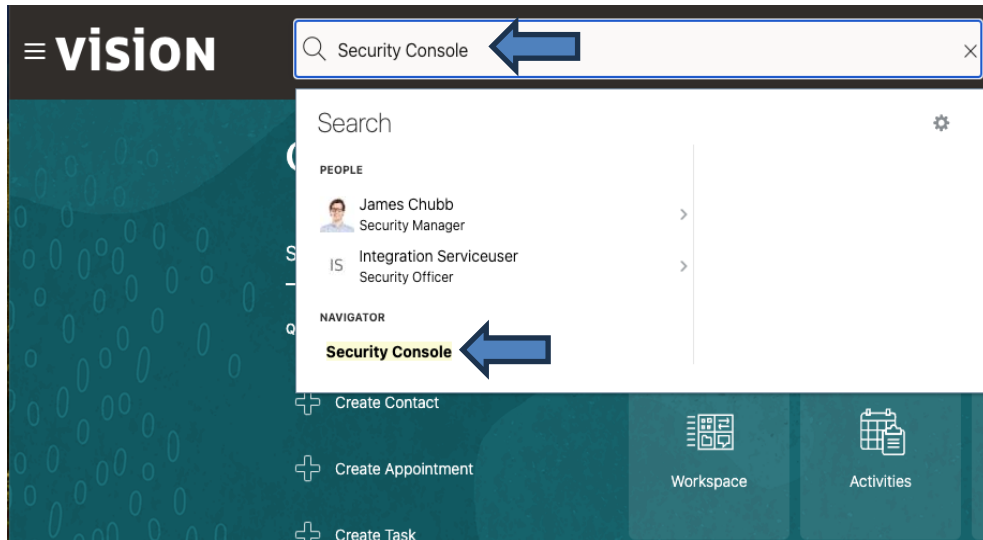 VISION
Security Console
Search
PEOPLE
James Chubb
Security Manager
IS
Integration Serviceuser
Security Officer
NAVIGATOR
Security Console
Create Contact
Create Appointment
Create Task
Workspace
Activities